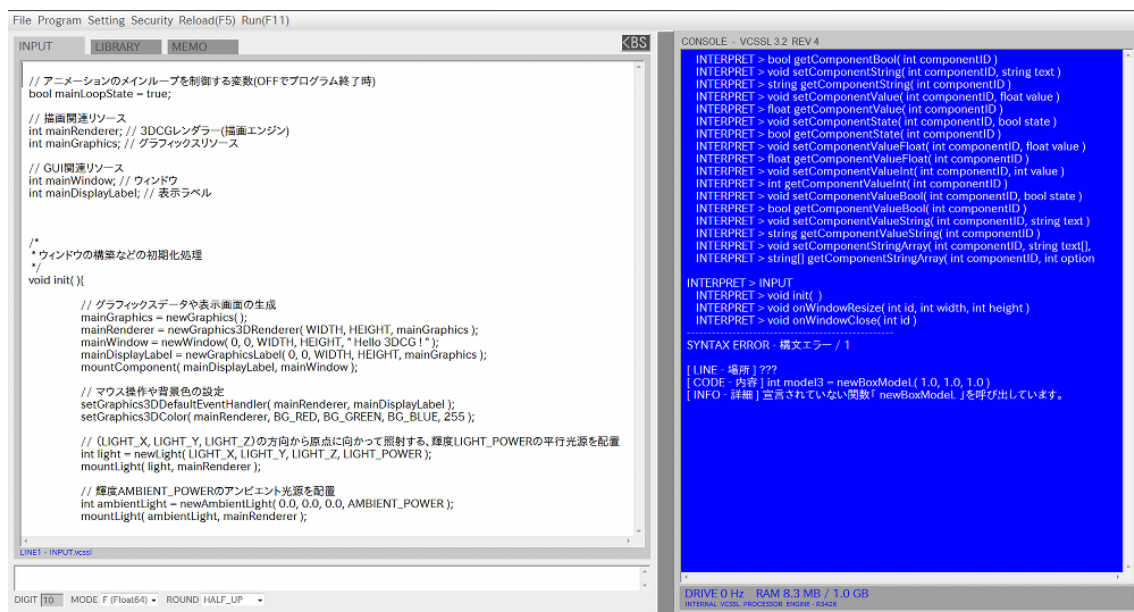 File Program Setting Security Reload(F5) Run(F11)
INPUT LIBRARY MEMO
<BS
// アニメーションのメインループを制御する変数(OFFでプログラム終了時)
bool mainLoopState = true;
// 描画関連リソース
int mainRenderer; // 3DCGレンダラー(描画エンジン)
int mainGraphics; // グラフィックスリソース
// GUI関連リソース
int mainWindow; // ウィンドウ
int mainDisplayLabel; // 表示ラベル
/*
* ウィンドウの構築などの初期化処理
*/
void init( ){
// グラフィックスデータや表示画面の生成
mainGraphics = newGraphics( );
mainRenderer = newGraphics3DRenderer( WIDTH, HEIGHT, mainGraphics );
mainWindow = newWindow( 0, 0, WIDTH, HEIGHT, " Hello 3DCG ! " );
mainDisplayLabel = newGraphicsLabel( 0, 0, WIDTH, HEIGHT, mainGraphics );
mountComponent( mainDisplayLabel, mainWindow );
// マウス操作や背景色の設定
setGraphics3DDefaultEventHandler( mainRenderer, mainDisplayLabel );
setGraphics3DColor( mainRenderer, BG_RED, BG_GREEN, BG_BLUE, 255 );
// （LIGHT_X, LIGHT_Y, LIGHT_Z）の方向から原点に向かって照射する、輝度LIGHT_POWERの平行光源を配置
int light = newLight( LIGHT_X, LIGHT_Y, LIGHT_Z, LIGHT_POWER );
mountLight( light, mainRenderer );
// 輝度AMBIENT_POWERのアンビエント光源を配置
int ambientLight = newAmbientLight( 0.0, 0.0, 0.0, AMBIENT_POWER );
mountLight( ambientLight, mainRenderer );
LINE1 - INPUT.vcssl
DIGIT 10 MODE F (Float64) ROUND HALF_UP
CONSOLE - VCSSL 3.2 REV 4
INTERPRET > bool getComponentBool( int componentID )
INTERPRET > void setComponentString( int componentID, string text )
INTERPRET > string getComponentString( int componentID )
INTERPRET > void setComponentValue( int componentID, float value )
INTERPRET > float getComponentValue( int componentID )
INTERPRET > void setComponentState( int componentID, bool state )
INTERPRET > bool getComponentState( int componentID )
INTERPRET > void setComponentValueFloat( int componentID, float value )
INTERPRET > float getComponentValueFloat( int componentID )
INTERPRET > void setComponentValueInt( int componentID, int value )
INTERPRET > int getComponentValueInt( int componentID )
INTERPRET > void setComponentValueBool( int componentID, bool state )
INTERPRET > bool getComponentValueBool( int componentID )
INTERPRET > void setComponentValueString( int componentID, string text )
INTERPRET > string getComponentValueString( int componentID )
INTERPRET > void setComponentStringArray( int componentID, string text[],
INTERPRET > string[] getComponentStringArray( int componentID, int option
INTERPRET > INPUT
INTERPRET > void init( )
INTERPRET > void onWindowResize( int id, int width, int height )
INTERPRET > void onWindowClose( int id )
--------------------------------------------------
SYNTAX ERROR - 構文エラー / 1
[ LINE - 場所 ] ???
[ CODE - 内容 ] int model3 = newBoxModeL( 1.0, 1.0, 1.0 )
[ INFO - 詳細 ] 宣言されていない関数「 newBoxModeL 」を呼び出しています。
DRIVE 0 Hz RAM 8.3 MB / 1.0 GB
INTERNAL VCSSL PROCESSOR ENGINE - R3426